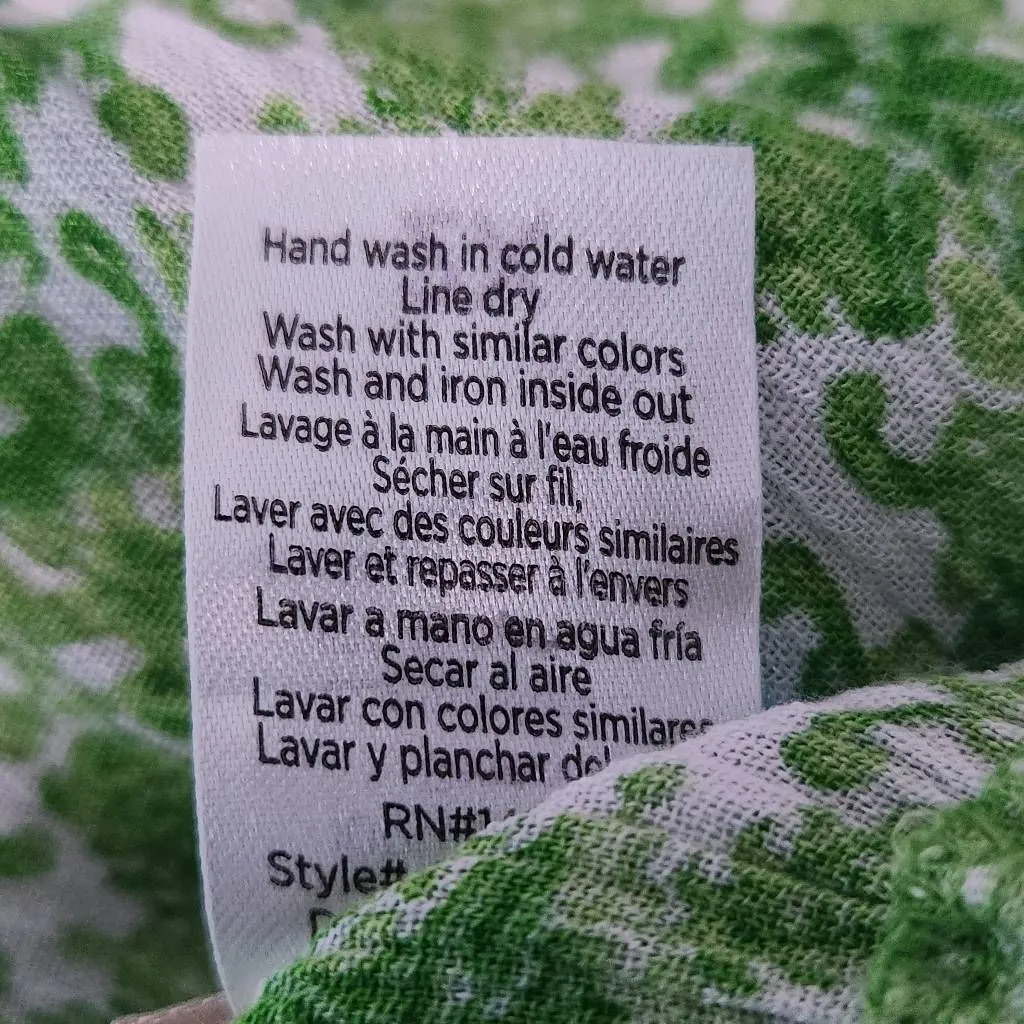 Hand wash in cold water
Line dry
Wash with similar colors
Wash and iron inside out
Lavage à la main à l'eau froide
Sécher sur fil,
Laver avec des couleurs similaires
Laver et repasser à l'envers
Lavar a mano en agua fría
Secar al aire
Lavar con colores similares
Lavar y planchar
RN#1
Style#